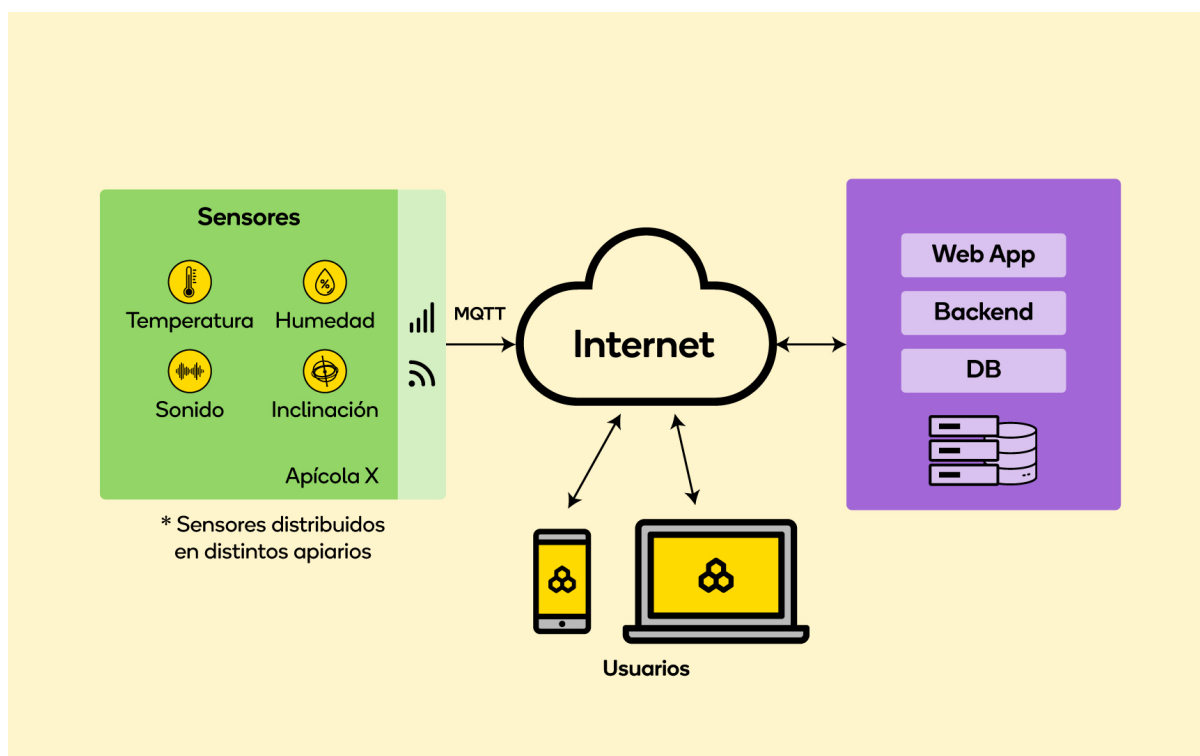 Sensores
Temperatura
Humedad
%
Sonido
Inclinación
Apícola X
* Sensores distribuidos
en distintos apiarios
MQTT
Internet
Web App
Backend
DB
Usuarios